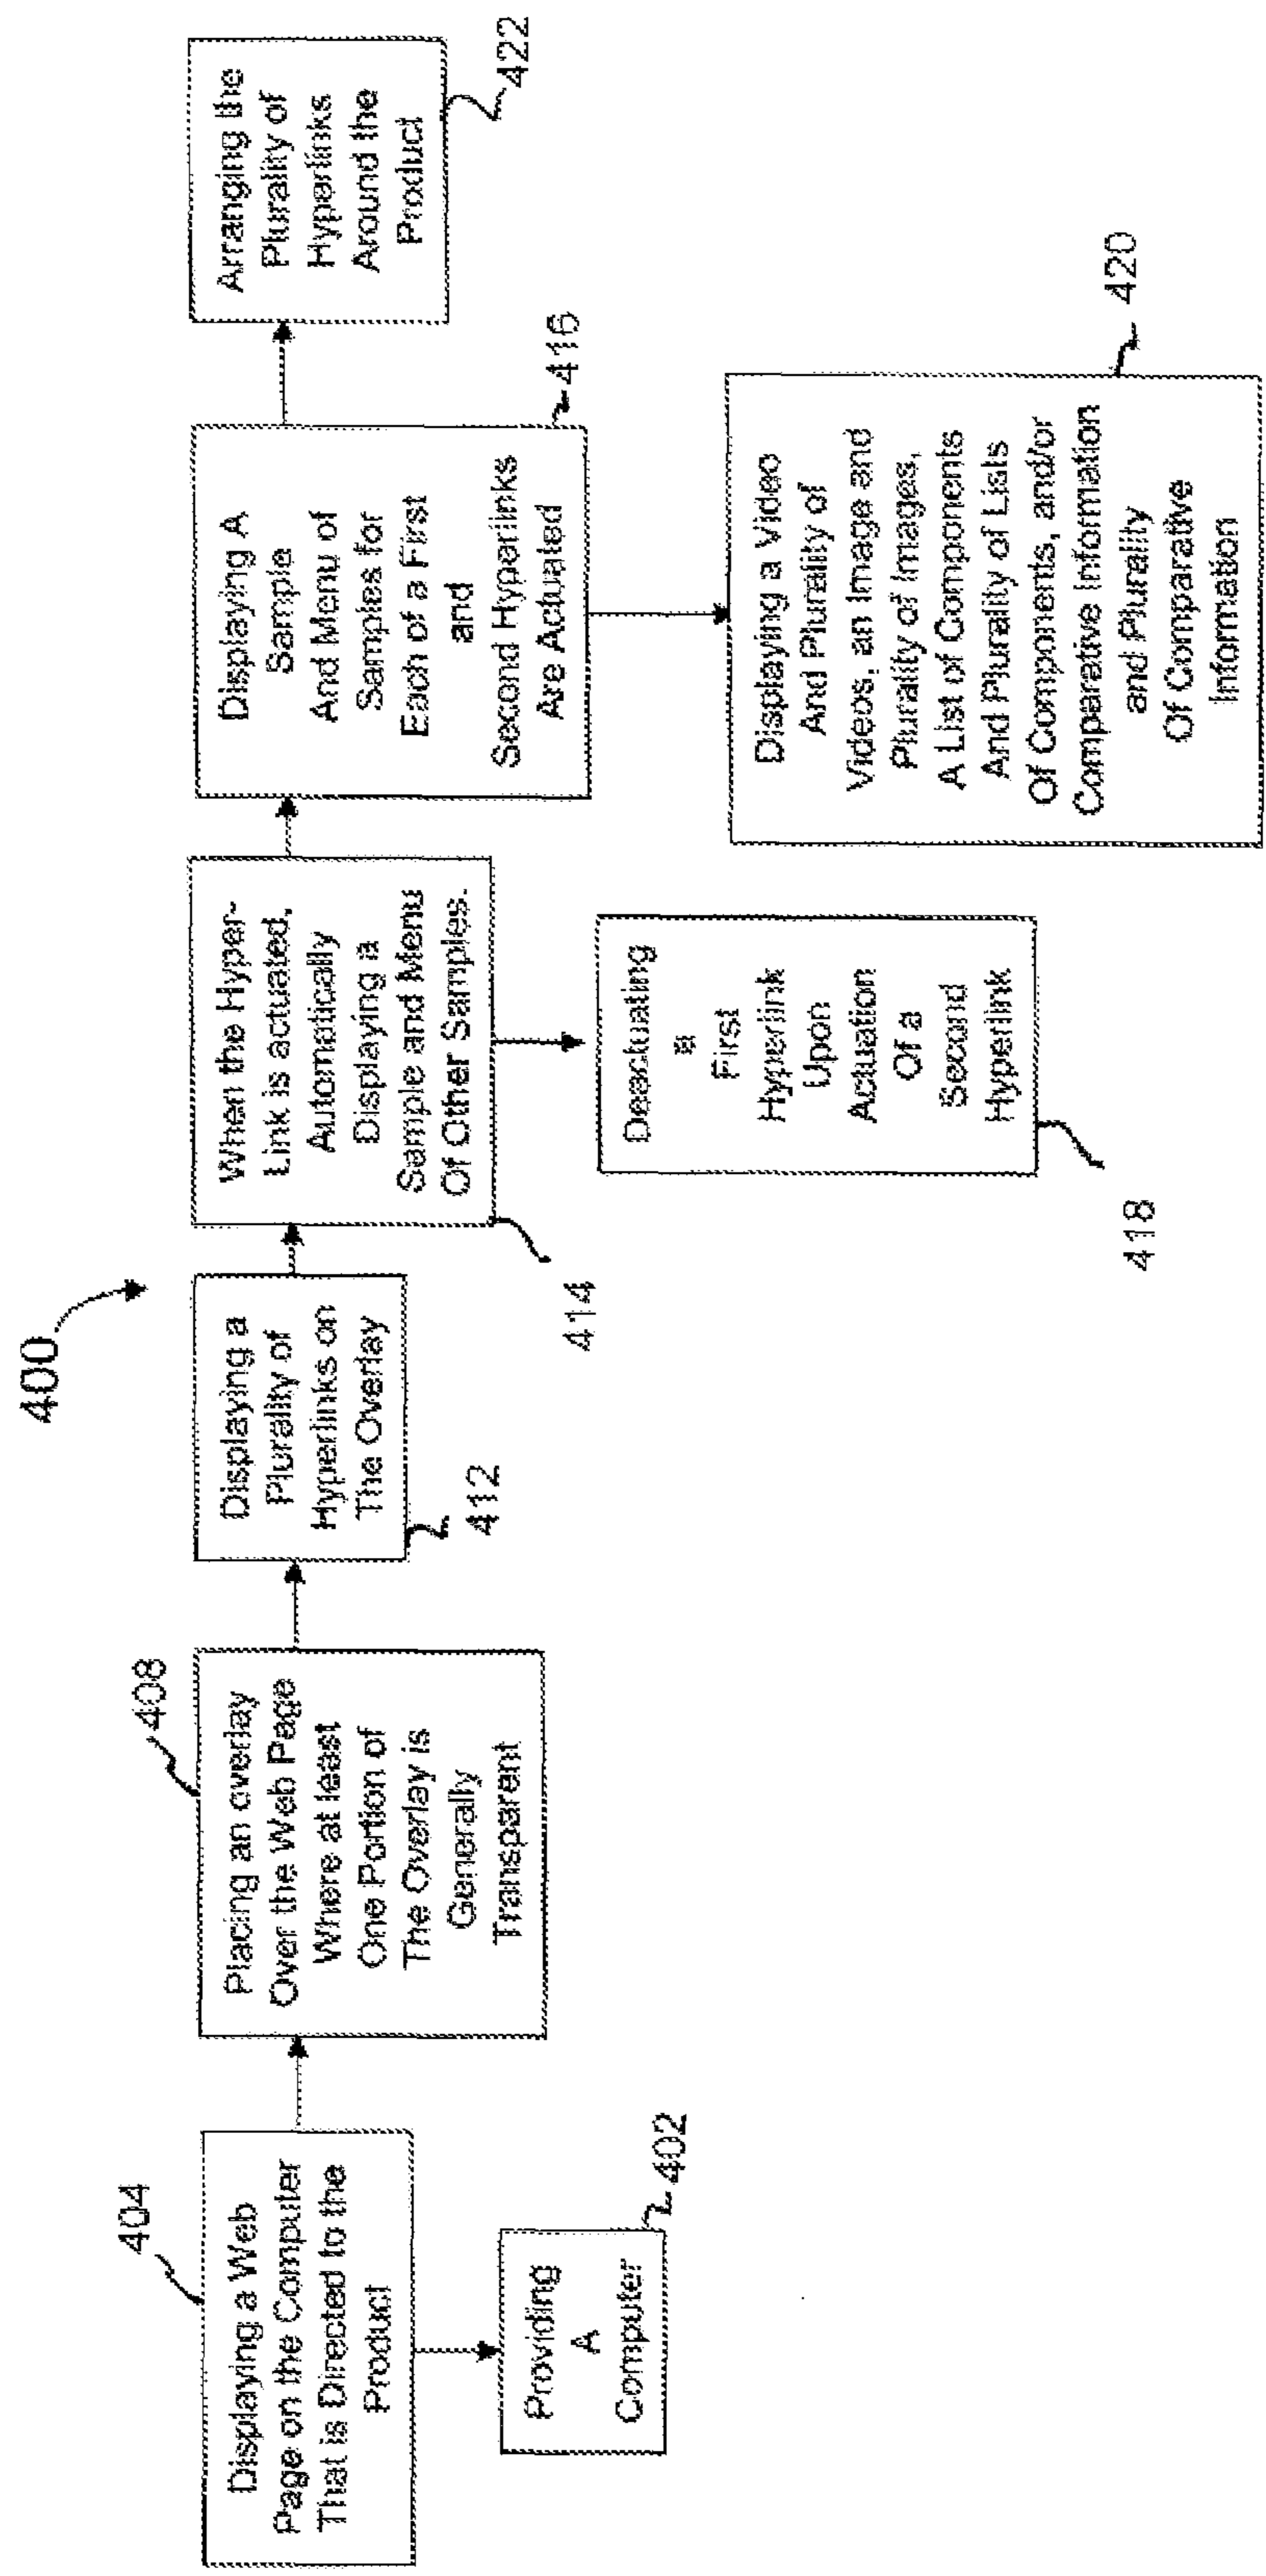 400
404
Displaying a Web
Page on the Computer
That is Directed to the
Product
Providing
A
Computer
402
408
Placing an overlay
Over the Web Page
Where at least
One Portion of
The Overlay is
Generally
Transparent
Displaying a
Plurality of
Hyperlinks on
The Overlay
412
When the Hyper-
Link is actuated,
Automatically
Displaying a
Sample and Menu
Of Other Samples.
414
Deactuating
a
First
Hyperlink
Upon
Actuation
Of a
Second
Hyperlink
418
Displaying A
Sample
And Menu of
Samples for
Each of a First
and
Second Hyperlinks
Are Actuated
416
Displaying a Video
And Plurality of
Videos, an Image and
Plurality of Images,
A List of Components
And Plurality of Lists
Of Components, and/or
Comparative Information
and Plurality
Of Comparative
Information
420
Arranging the
Plurality of
Hyperlinks
Around the
Product
422